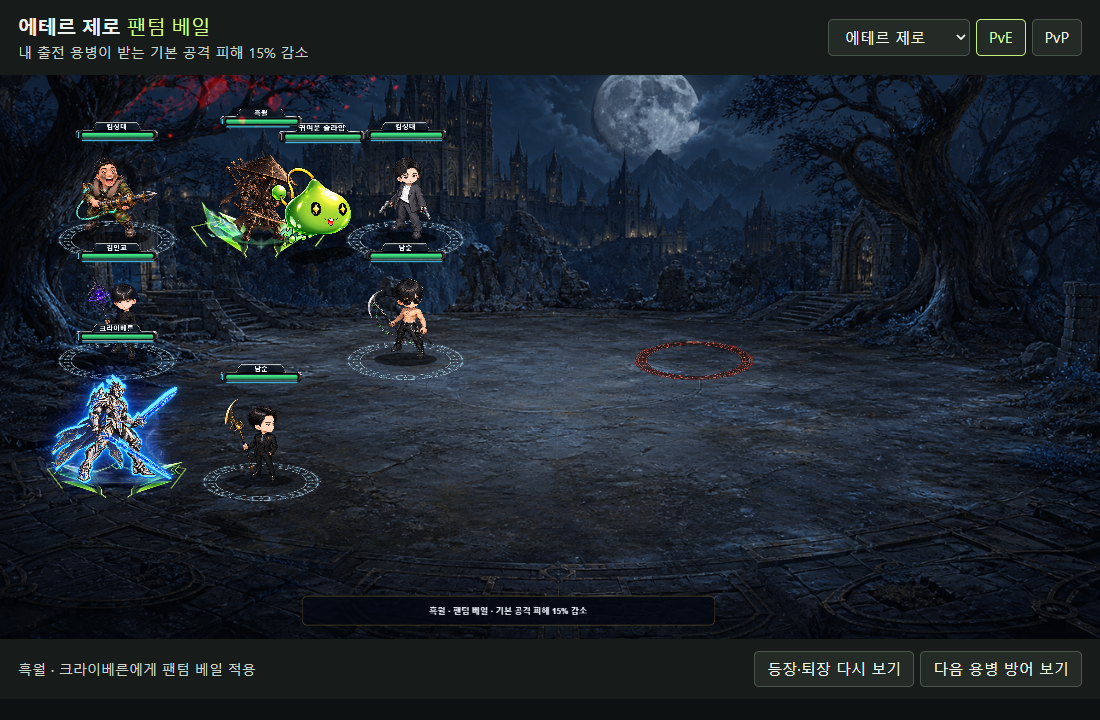 에테르 제로 팬텀 베일
내 출전 용병이 받는 기본 공격 피해 15% 감소
에테르 제로
PvE
PvP
흑월
킴상대
귀여운 슬라임
킴상대
김민교
남순
크라이베른
남순
흑월 · 팬텀 베일 · 기본 공격 피해 15% 감소
흑월 · 크라이베른에게 팬텀 베일 적용
등장·퇴장 다시 보기
다음 용병 방어 보기